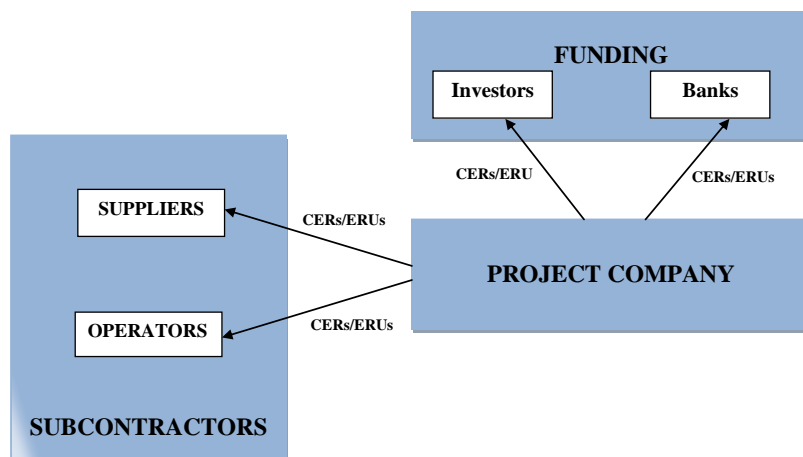 FUNDING
Investors
Banks
CERs/ERU
CERs/ERUs
SUPPLIERS
CERs/ERUs
PROJECT COMPANY
OPERATORS
CERs/ERUs
SUBCONTRACTORS